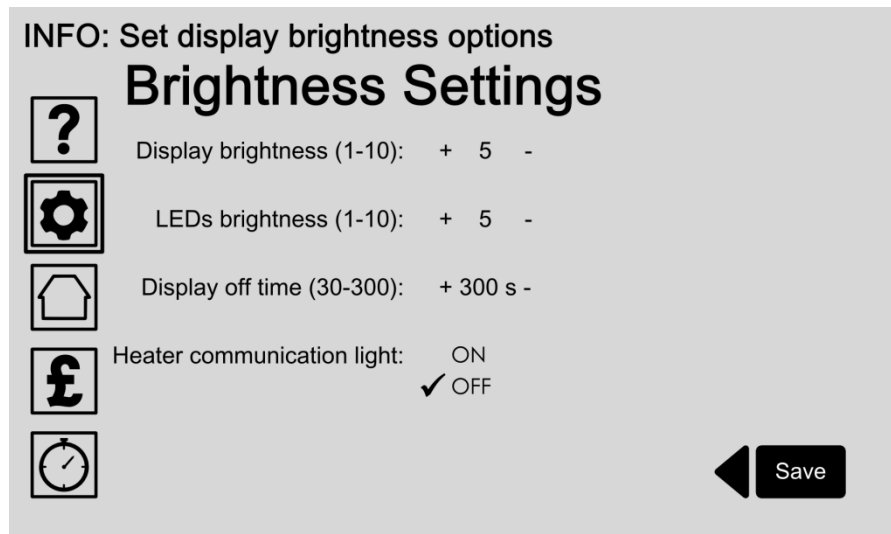 INFO: Set display brightness options
Brightness Settings
?
Display brightness (1-10): + 5 -
LEDs brightness (1-10): + 5 -
Display off time (30-300): + 300 s -
£
Heater communication light: ON
✓ OFF
Save